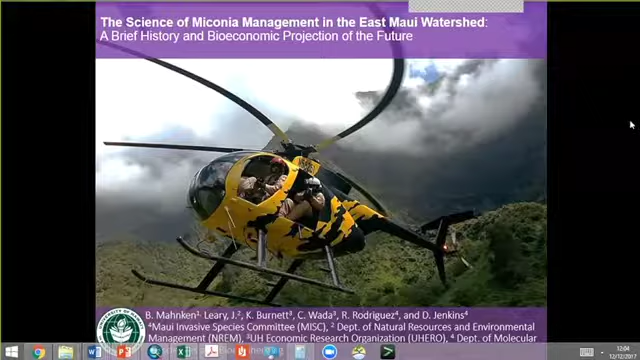 The Science of Miconia Management in the East Maui Watershed:
A Brief History and Bioeconomic Projection of the Future
B. Mahnken¹, Leary, J.², K. Burnett³, C. Wada³, R. Rodriguez⁴, and D. Jenkins⁴
¹Maui Invasive Species Committee (MISC), ² Dept. of Natural Resources and Environmental
Management (NREM), ³UH Economic Research Organization (UHERO), ⁴ Dept. of Molecular
12:04
12/12/2017